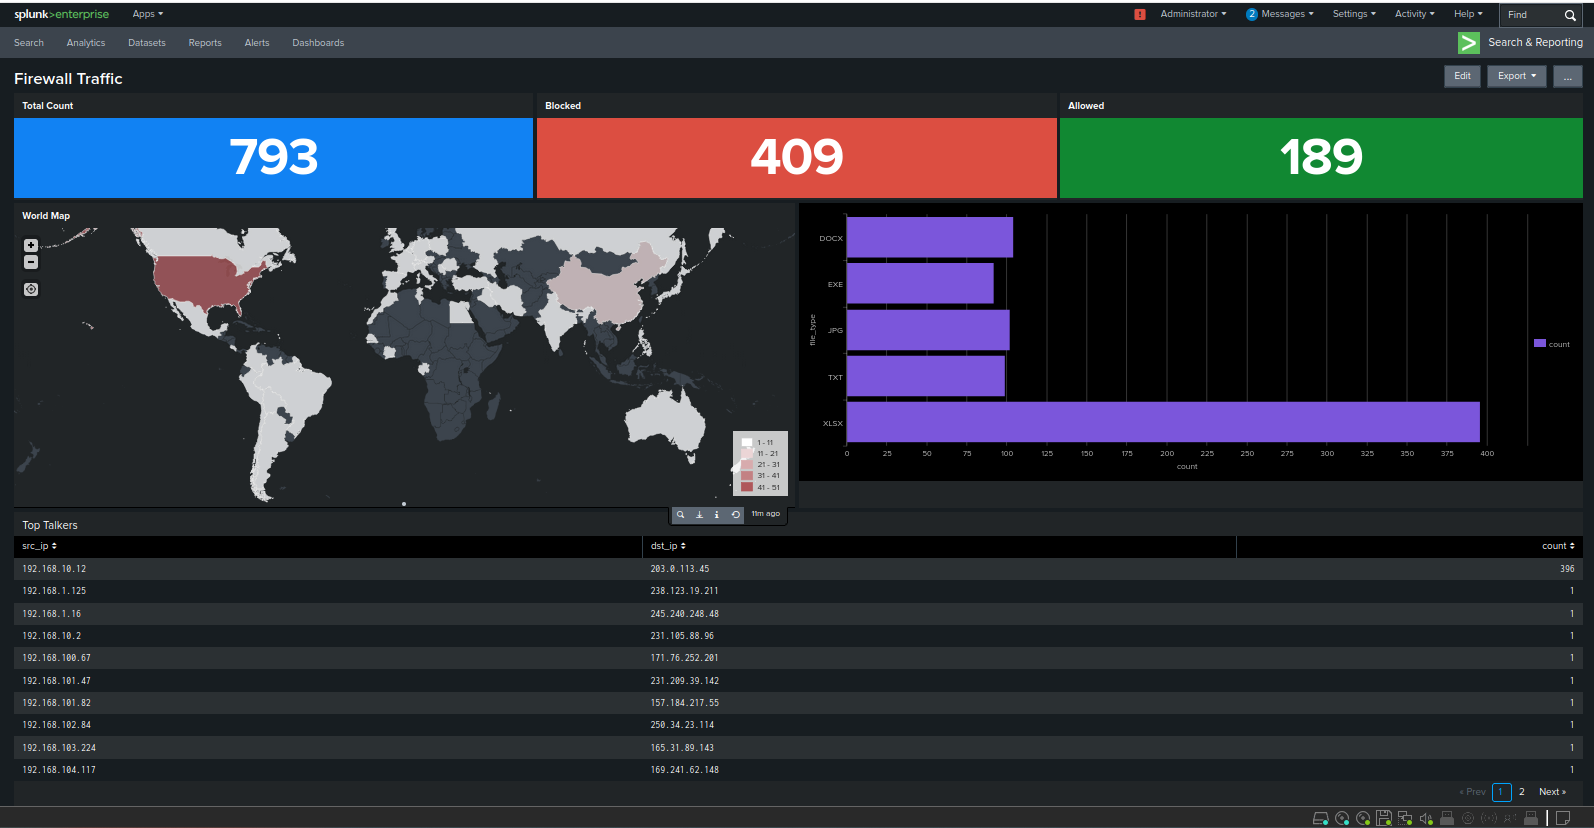 splunk>enterprise Apps Administrator 2 Messages Settings Activity Help Find
Search Analytics Datasets Reports Alerts Dashboards Search & Reporting
Firewall Traffic Edit Export ...
Total Count Blocked Allowed
793 409 189
World Map
1 - 11
11 - 21
21 - 31
31 - 41
41 - 51
11m ago
file_type
DOCX
EXE
JPG
TXT
XLSX
0 25 50 75 100 125 150 175 200 225 250 275 300 325 350 375 400
count
count
Top Talkers
src_ip dst_ip count
192.168.10.12 203.0.113.45 396
192.168.1.125 238.123.19.211 1
192.168.1.16 245.240.248.48 1
192.168.10.2 231.105.88.96 1
192.168.100.67 171.76.252.201 1
192.168.101.47 231.209.39.142 1
192.168.101.82 157.184.217.55 1
192.168.102.84 250.34.23.114 1
192.168.103.224 165.31.89.143 1
192.168.104.117 169.241.62.148 1
« Prev 1 2 Next »